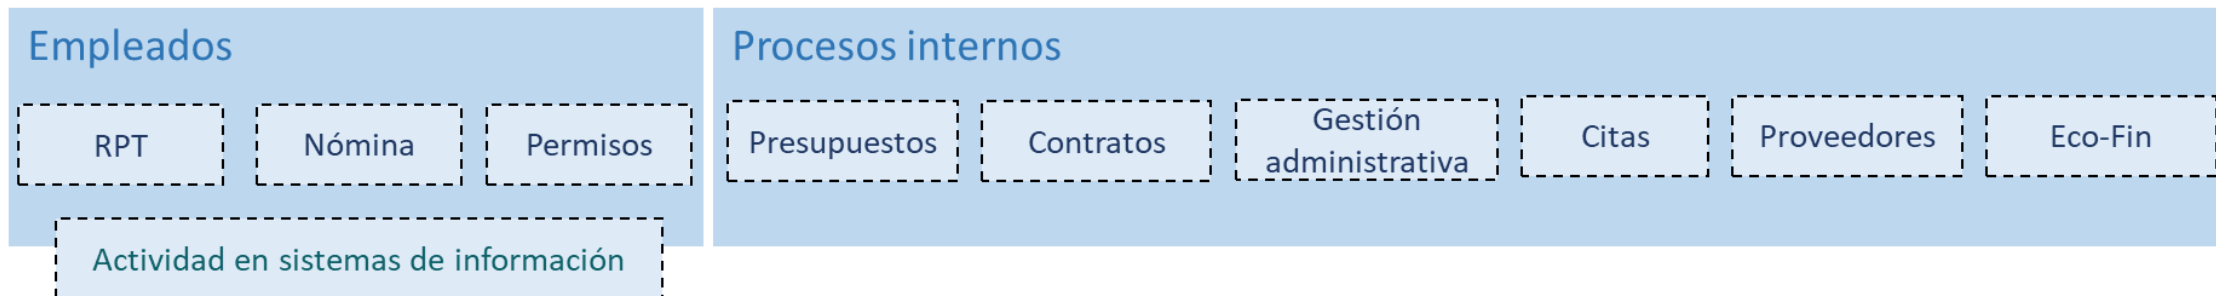 Empleados
RPT
Nómina
Permisos
Actividad en sistemas de información
Procesos internos
Presupuestos
Contratos
Gestión
administrativa
Citas
Proveedores
Eco-Fin